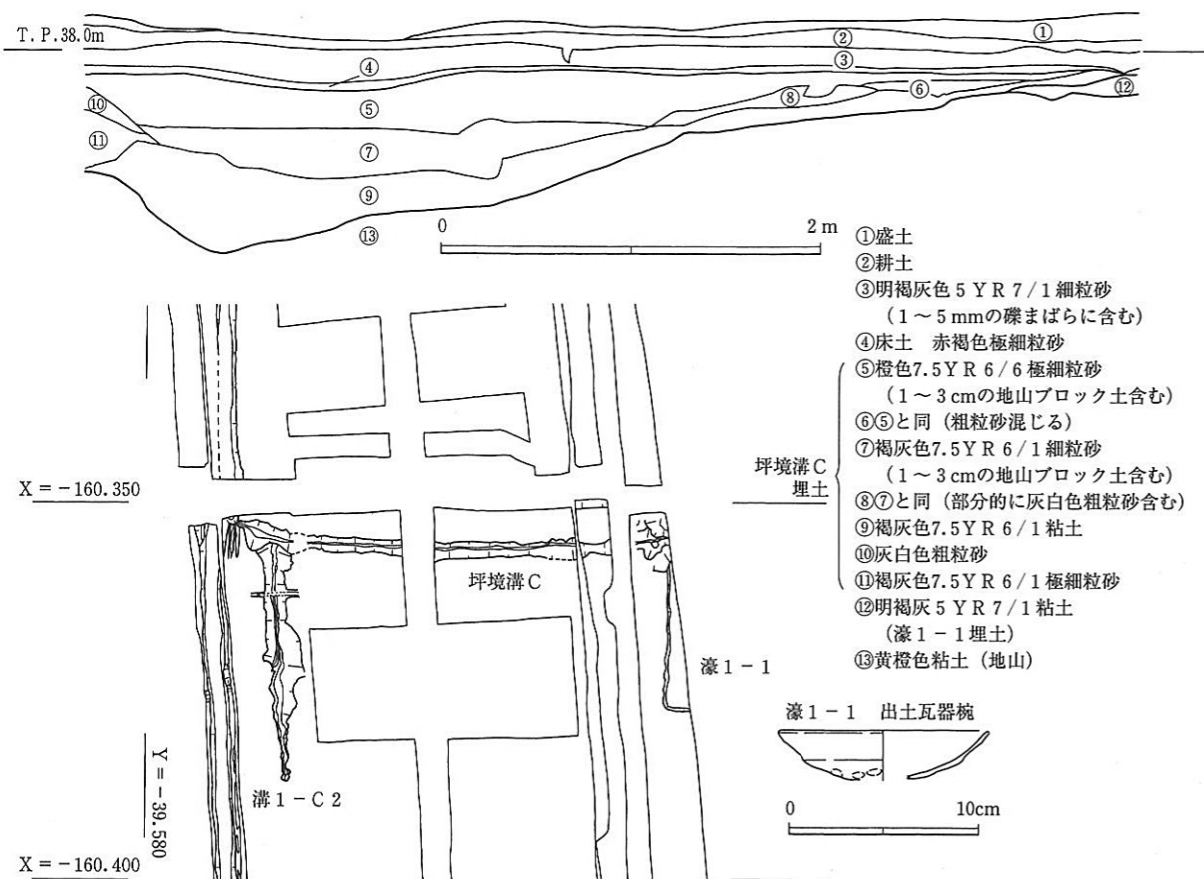 T. P. 38.0m
①
②
③
④
⑤
⑥
⑦
⑧
⑨
⑩
⑪
⑫
⑬
0 2 m
①盛土
②耕土
③明褐灰色 5 Y R 7 / 1 細粒砂
(1～5 mmの礫まばらに含む)
④床土 赤褐色極細粒砂
⑤橙色7.5Y R 6 / 6 極細粒砂
(1～3 cmの地山ブロック土含む)
⑥⑤と同 (粗粒砂混じる)
⑦褐灰色7.5Y R 6 / 1 細粒砂
(1～3 cmの地山ブロック土含む)
⑧⑦と同 (部分的に灰白色粗粒砂含む)
⑨褐灰色7.5Y R 6 / 1 粘土
⑩灰白色粗粒砂
⑪褐灰色7.5Y R 6 / 1 極細粒砂
⑫明褐灰 5 Y R 7 / 1 粘土
(濠1-1埋土)
⑬黄橙色粘土 (地山)
坪境溝C
埋土
X = -160.350
坪境溝C
濠1-1
溝1-C 2
Y = -39.580
X = -160.400
濠1-1 出土瓦器椀
0 10cm